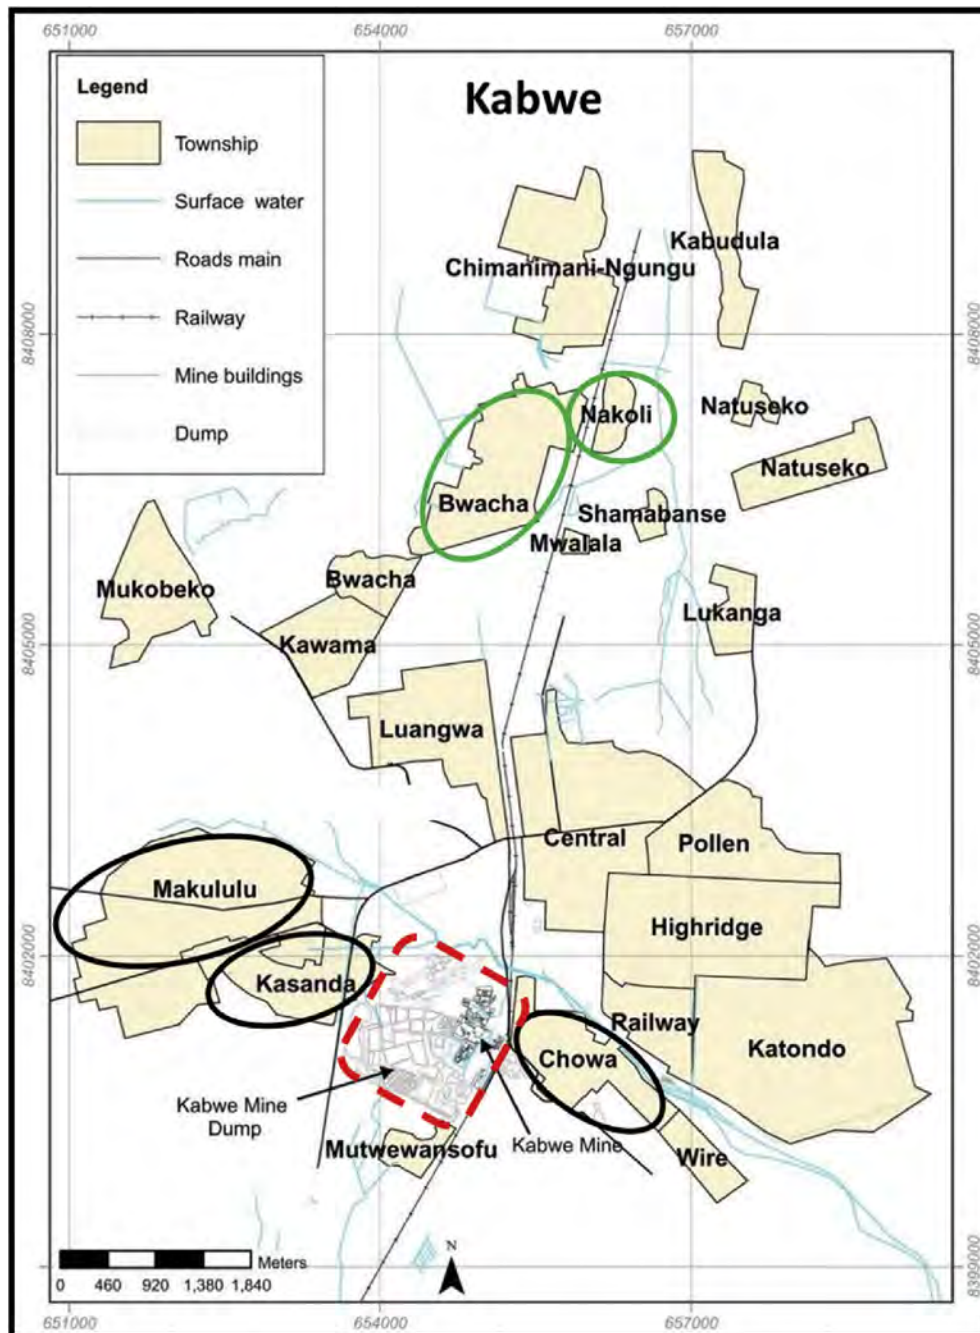 651000
654000
657000
Kabwe
Legend
Township
Surface water
Roads main
Railway
Mine buildings
Dump
Kabudula
Chimanimani-Ngungu
8408000
8408000
Nakoli
Natuseko
Natuseko
Bwacha
Shamabanse
Mwalala
Bwacha
Mukobeko
Lukanga
Kawama
8405000
8405000
Luangwa
Central
Pollen
Makululu
Highridge
8402000
8402000
Kasanda
Railway
Chowa
Katondo
Kabwe Mine
Dump
Kabwe Mine
Mutwewansofu
Wire
N
Meters
0 460 920 1,380 1,840
8399000
651000
654000
657000